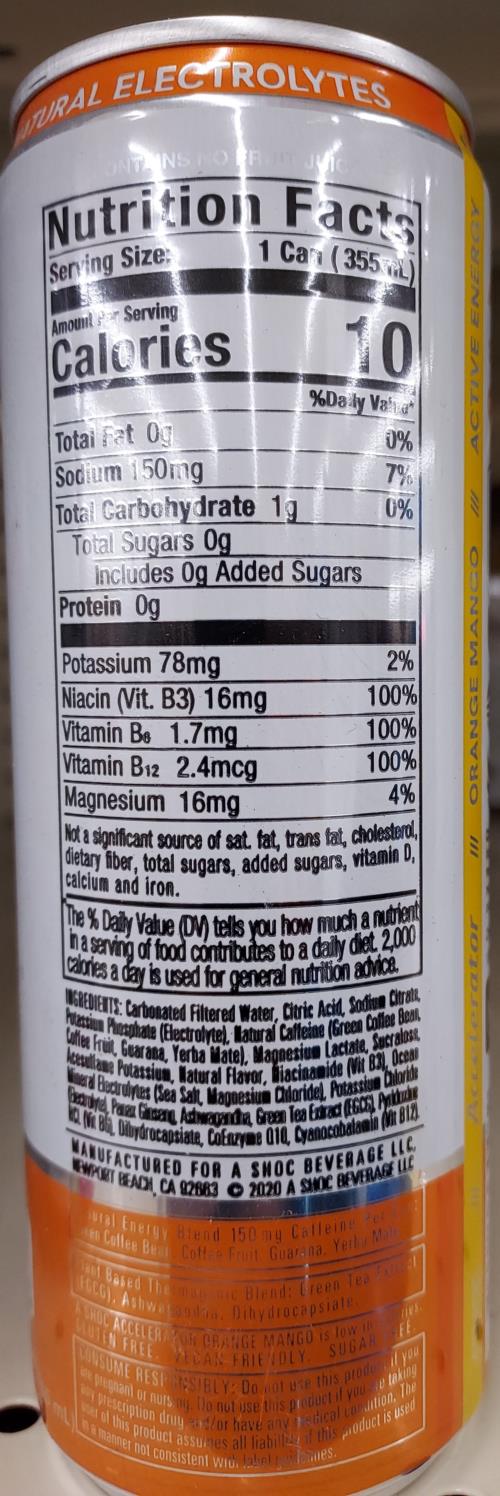 NATURAL ELECTROLYTES
CONTAINS NO FRUIT JUICE
Nutrition Facts
Serving Size: 1 Can (355mL)
Amount Per Serving
Calories 10
%Daily Value*
Total Fat 0g 0%
Sodium 150mg 7%
Total Carbohydrate 1g 0%
Total Sugars 0g
Includes 0g Added Sugars
Protein 0g
Potassium 78mg 2%
Niacin (Vit. B3) 16mg 100%
Vitamin B6 1.7mg 100%
Vitamin B12 2.4mcg 100%
Magnesium 16mg 4%
Not a significant source of sat. fat, trans fat, cholesterol,
dietary fiber, total sugars, added sugars, vitamin D,
calcium and iron.
The % Daily Value (DV) tells you how much a nutrient
in a serving of food contributes to a daily diet. 2,000
calories a day is used for general nutrition advice.
INGREDIENTS: Carbonated Filtered Water, Citric Acid, Sodium Citrate,
Potassium Phosphate (Electrolyte), Natural Caffeine (Green Coffee Bean,
Coffee Fruit, Guarana, Yerba Mate), Magnesium Lactate, Sucralose,
Acesulfame Potassium, Natural Flavor, Niacinamide (Vit B3), Ocean
Mineral Electrolytes (Sea Salt, Magnesium Chloride), Potassium Chloride
(Electrolyte), Panax Ginseng, Ashwagandha, Green Tea Extract (EGCG), Pyridoxine
HCl (Vit B6), Dihydrocapsiate, CoEnzyme Q10, Cyanocobalamin (Vit B12).
MANUFACTURED FOR A SHOC BEVERAGE LLC,
NEWPORT BEACH, CA 92663 © 2020 A SHOC BEVERAGE LLC
Natural Energy Blend 150mg Caffeine Per
Green Coffee Bean, Coffee Fruit, Guarana, Yerba Mate
Plant Based Thermogenic Blend: Green Tea Extract
(EGCG), Ashwagandha, Dihydrocapsiate.
A SHOC ACCELERATOR ORANGE MANGO is low in calories.
GLUTEN FREE. VEGAN FRIENDLY. SUGAR FREE.
CONSUME RESPONSIBLY: Do not use this product if you
are pregnant or nursing. Do not use this product if you are taking
any prescription drug and/or have any medical condition. The
user of this product assumes all liability if this product is used
in a manner not consistent with label guidelines.
mL)
Accelerator /// ORANGE MANGO /// ACTIVE ENERGY